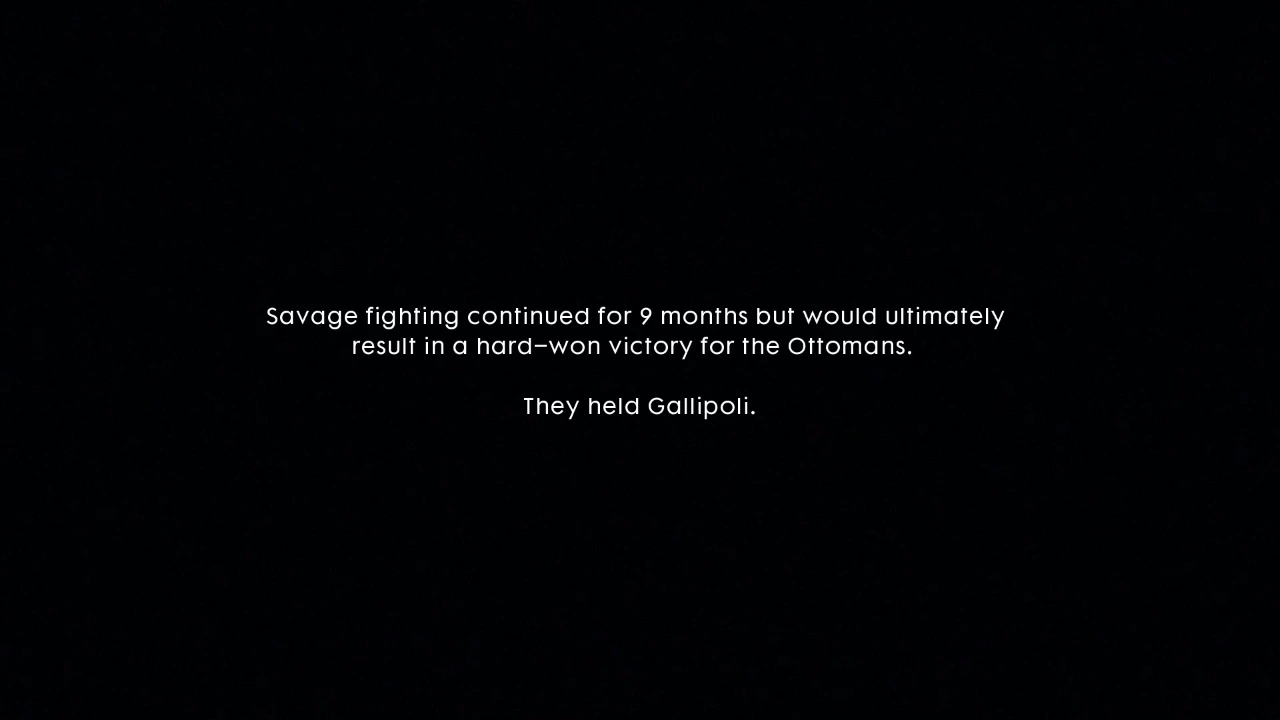 Savage fighting continued for 9 months but would ultimately
result in a hard-won victory for the Ottomans.
They held Gallipoli.